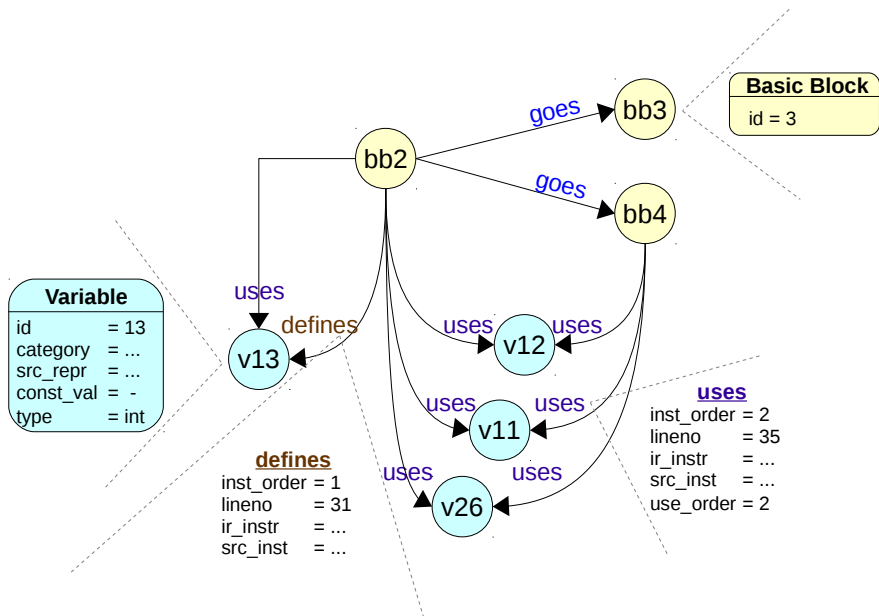 Basic Block
id = 3
goes
bb3
bb2
goes
bb4
Variable
id = 13
category = ...
src_repr = ...
const_val = -
type = int
uses
defines
v13
uses
uses
v12
uses
uses
v11
uses
uses
v26
defines
inst_order = 1
lineno = 31
ir_instr = ...
src_inst = ...
uses
inst_order = 2
lineno = 35
ir_instr = ...
src_inst = ...
use_order = 2